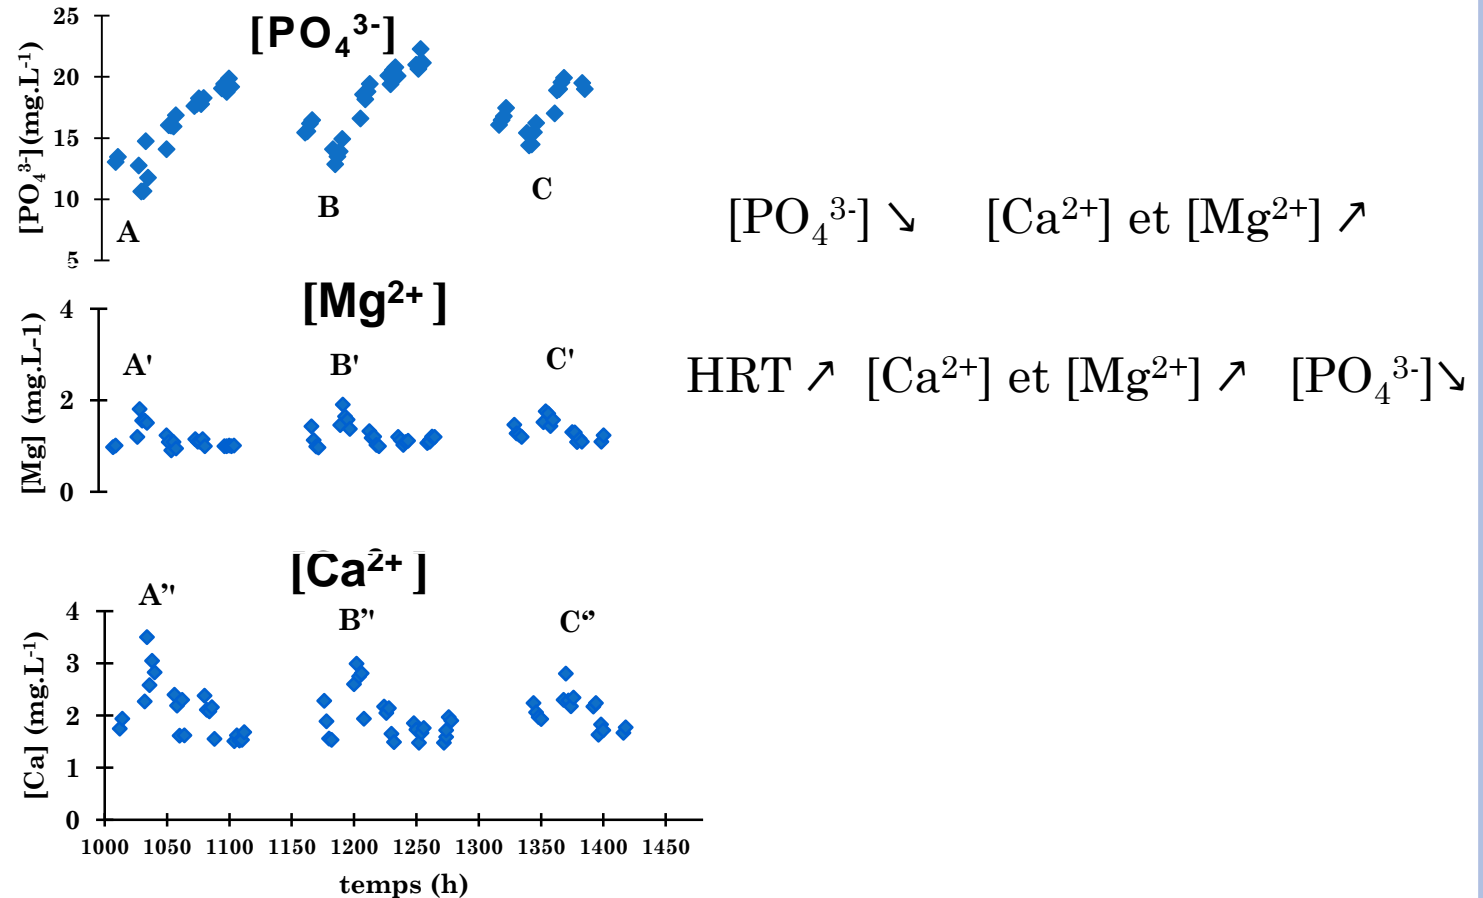 [PO₄³⁻]
[PO₄³⁻](mg.L⁻¹)
25
20
15
10
5
A
B
C
[PO₄³⁻] ↘ [Ca²⁺] et [Mg²⁺] ↗
[Mg²⁺ ]
[Mg] (mg.L-1)
4
2
0
A'
B'
C'
HRT ↗ [Ca²⁺] et [Mg²⁺] ↗ [PO₄³⁻]↘
[Ca²⁺ ]
[Ca] (mg.L⁻¹)
4
3
2
1
0
A”
B”
C“
1000 1050 1100 1150 1200 1250 1300 1350 1400 1450
temps (h)